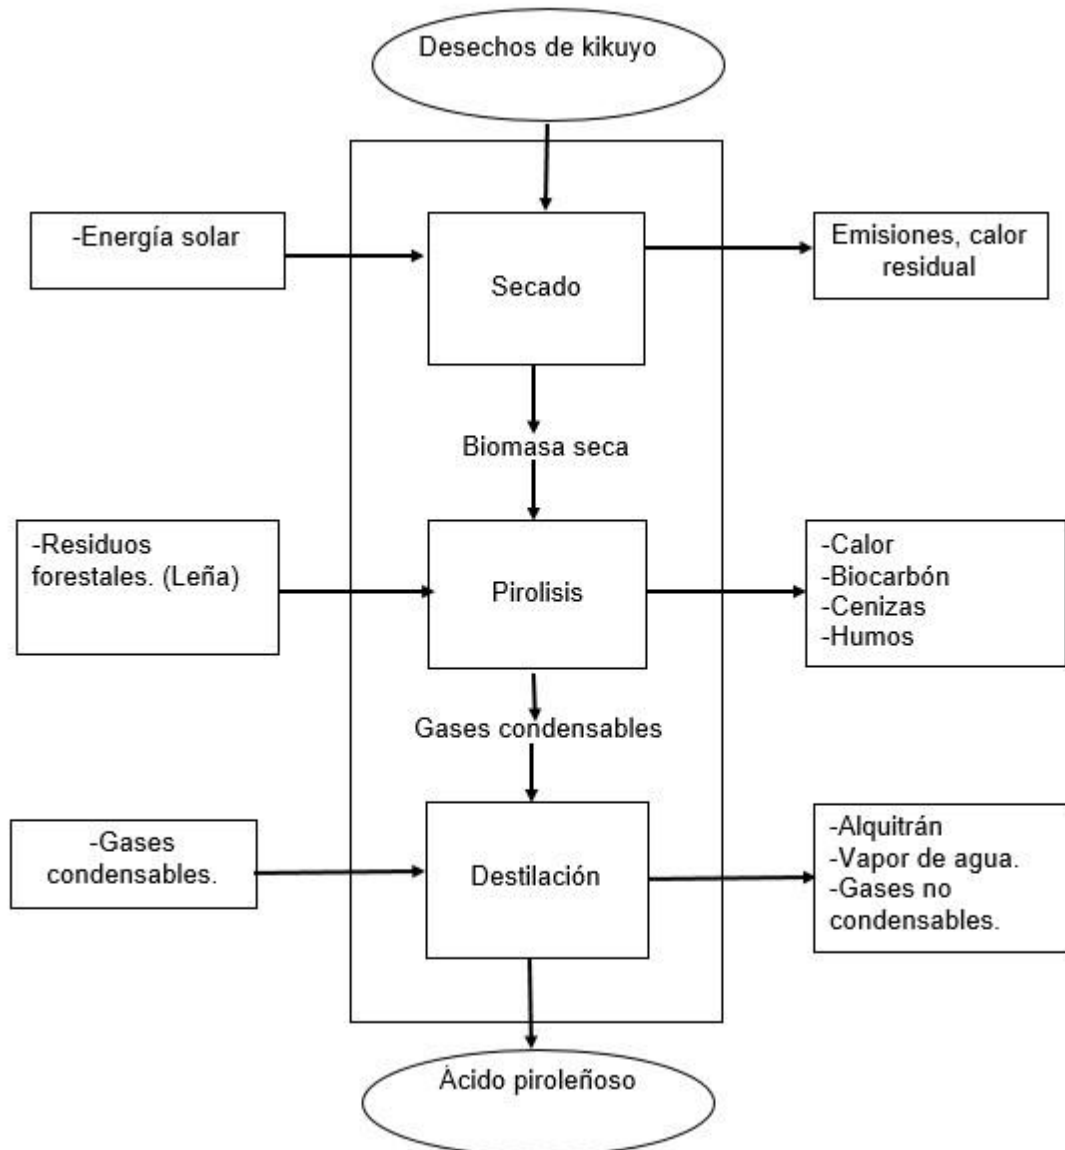 Desechos de kikuyo
-Energía solar
Emisiones, calor
residual
Secado
Biomasa seca
-Residuos
forestales. (Leña)
Pirolisis
-Calor
-Biocarbón
-Cenizas
-Humos
Gases condensables
-Gases
condensables.
Destilación
-Alquitrán
-Vapor de agua.
-Gases no
condensables.
Ácido piroleñoso